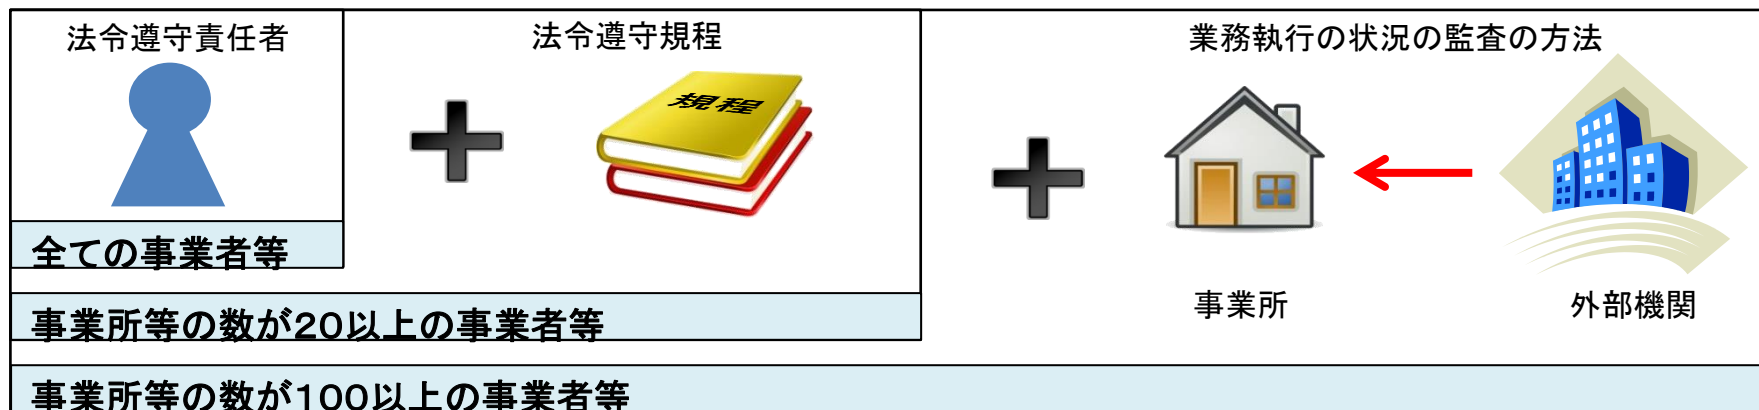 法令遵守責任者
法令遵守規程
業務執行の状況の監査の方法
規程
全ての事業者等
事業所
外部機関
事業所等の数が20以上の事業者等
事業所等の数が100以上の事業者等